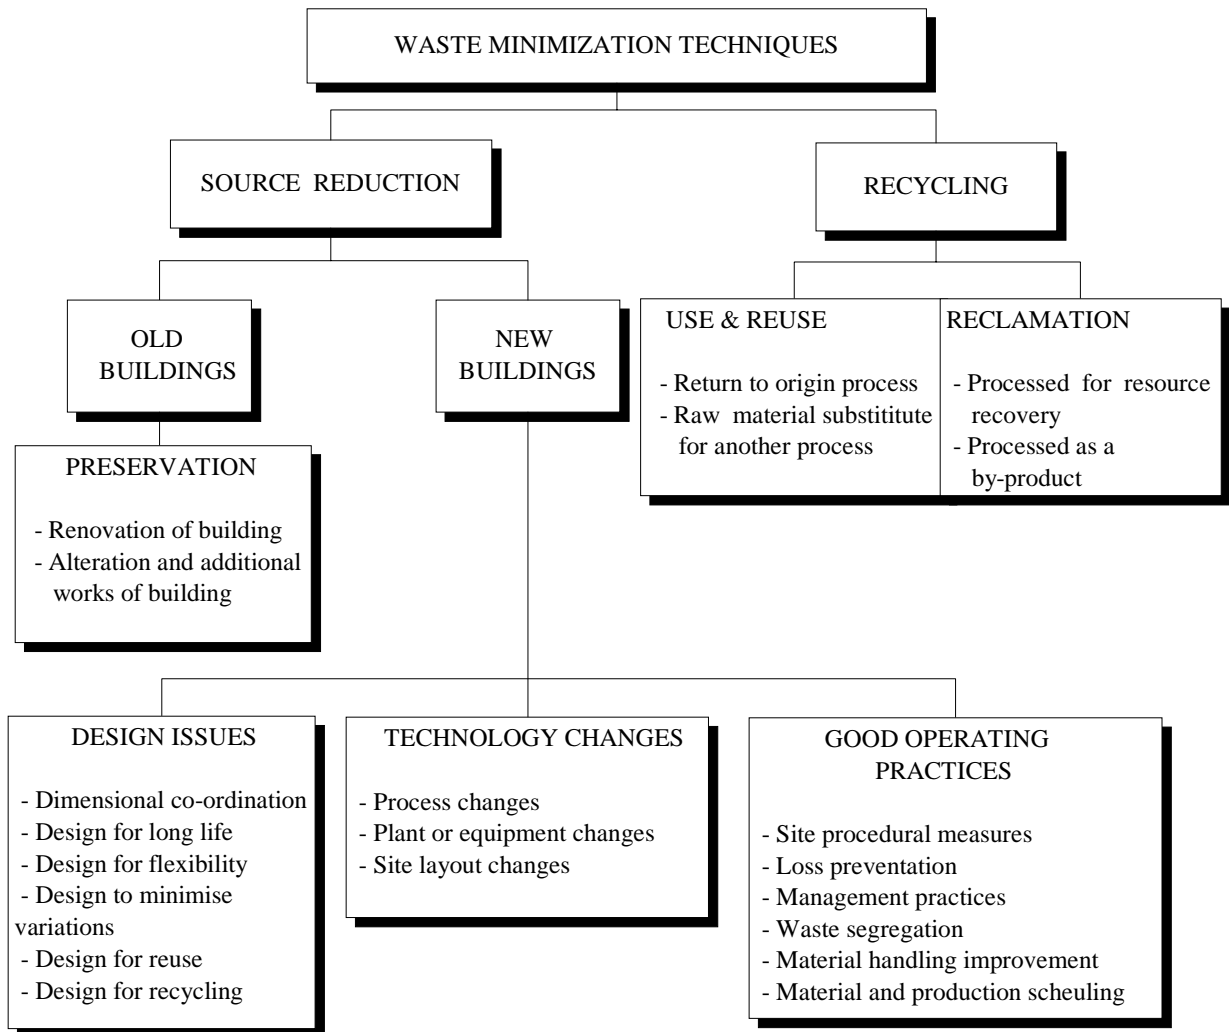 WASTE MINIMIZATION TECHNIQUES
SOURCE REDUCTION
RECYCLING
OLD
BUILDINGS
NEW
BUILDINGS
USE & REUSE
- Return to origin process
- Raw material substititute
for another process
RECLAMATION
- Processed for resource
recovery
- Processed as a
by-product
PRESERVATION
- Renovation of building
- Alteration and additional
works of building
DESIGN ISSUES
- Dimensional co-ordination
- Design for long life
- Design for flexibility
- Design to minimise
variations
- Design for reuse
- Design for recycling
TECHNOLOGY CHANGES
- Process changes
- Plant or equipment changes
- Site layout changes
GOOD OPERATING
PRACTICES
- Site procedural measures
- Loss preventation
- Management practices
- Waste segregation
- Material handling improvement
- Material and production scheuling